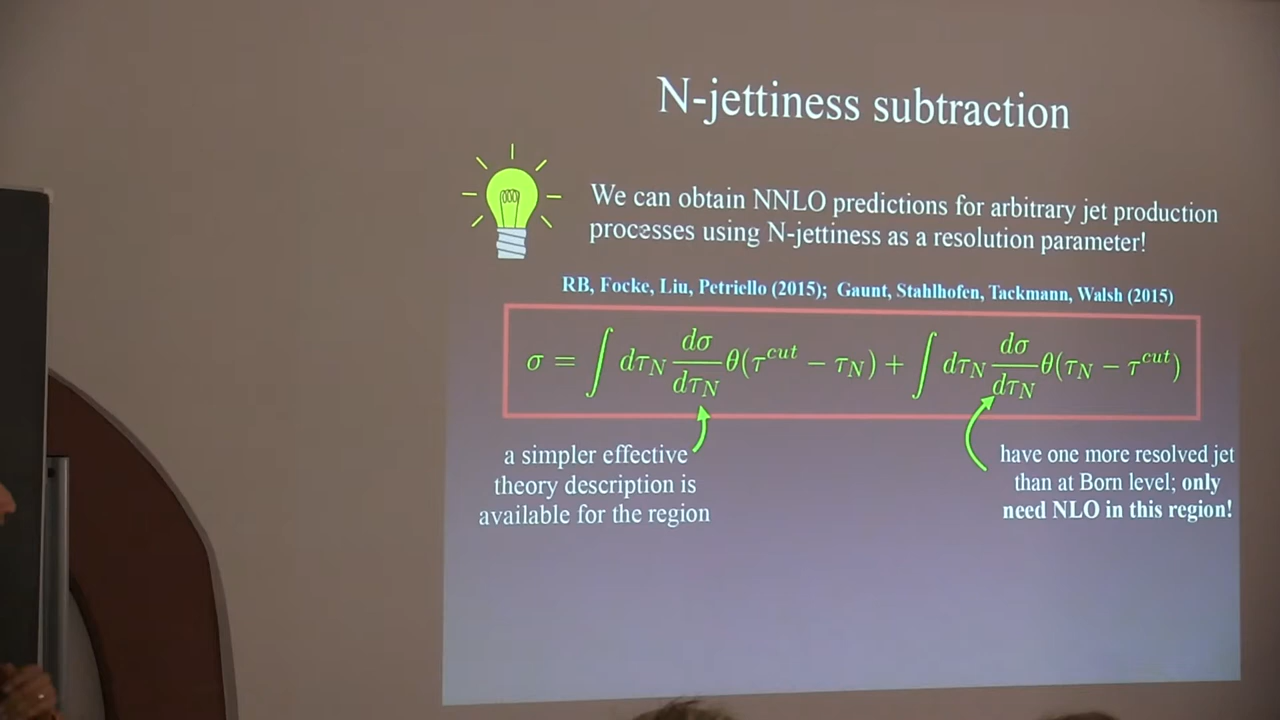 N-jettiness subtraction
We can obtain NNLO predictions for arbitrary jet production
processes using N-jettiness as a resolution parameter!
RB, Focke, Liu, Petriello (2015); Gaunt, Stahlhofen, Tackmann, Walsh (2015)
σ = ∫ dτ_N dσ/dτ_N θ(τ^cut − τ_N) + ∫ dτ_N dσ/dτ_N θ(τ_N − τ^cut)
a simpler effective
theory description is
available for the region
have one more resolved jet
than at Born level; only
need NLO in this region!